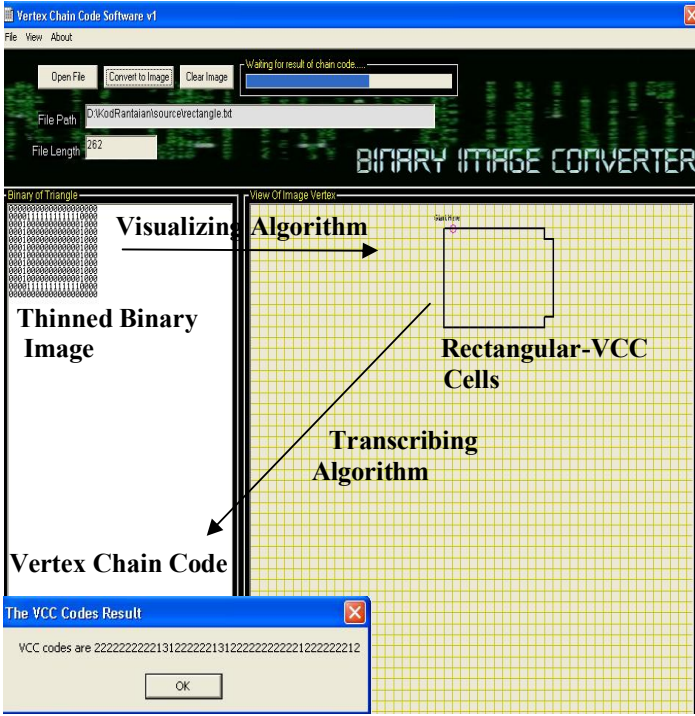 Vertex Chain Code Software v1
File View About
Open File Convert to Image Clear Image Waiting for result of chain code.....
File Path D:\KodRantaian\source\rectangle.txt
File Length 262
BINARY IMAGE CONVERTER
Binary of Triangle View Of Image Vertex
Visualizing Algorithm
Thinned Binary
Image
Rectangular-VCC
Cells
Transcribing
Algorithm
Vertex Chain Code
The VCC Codes Result
VCC codes are
OK